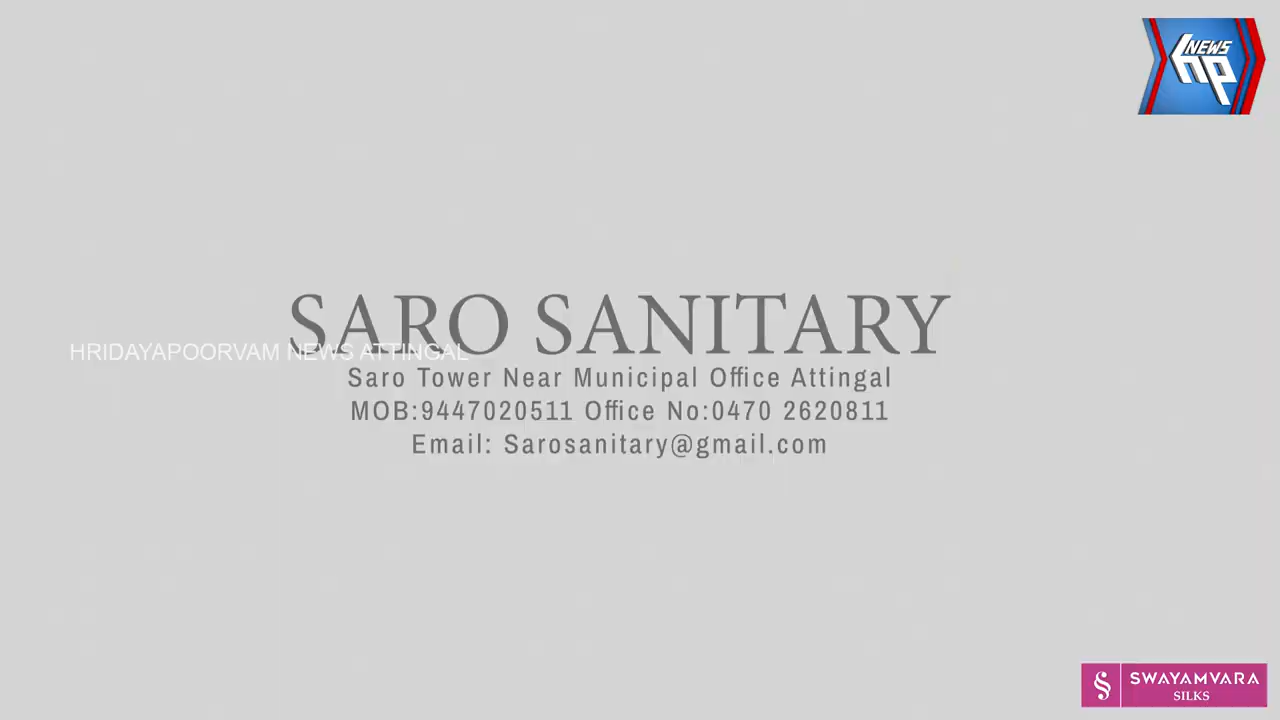 NEWS
hp
SARO SANITARY
HRIDAYAPOORVAM NEWS ATTINGAL
Saro Tower Near Municipal Office Attingal
MOB:9447020511 Office No:0470 2620811
Email: Sarosanitary@gmail.com
SWAYAMVARA
SILKS